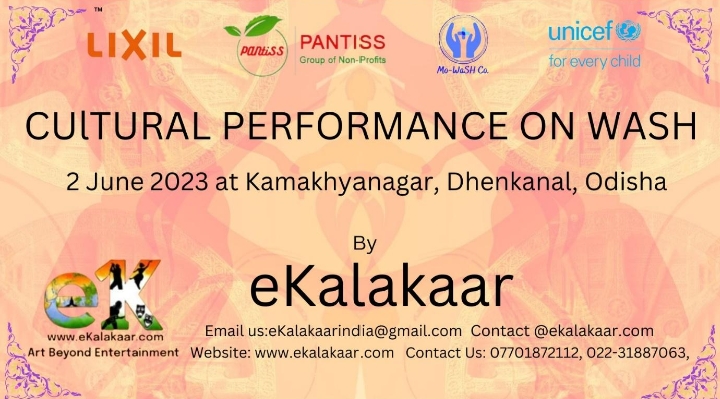 LIXIL ™
Pantiss
PANTISS
Group of Non-Profits
Mo-WaSH Co.
unicef
for every child
CUlTURAL PERFORMANCE ON WASH
2 June 2023 at Kamakhyanagar, Dhenkanal, Odisha
By
eKalakaar
eK
www.eKalakaar.com
Art Beyond Entertainment
Email us:eKalakaarindia@gmail.com Contact @ekalakaar.com
Website: www.ekalakaar.com Contact Us: 07701872112, 022-31887063,